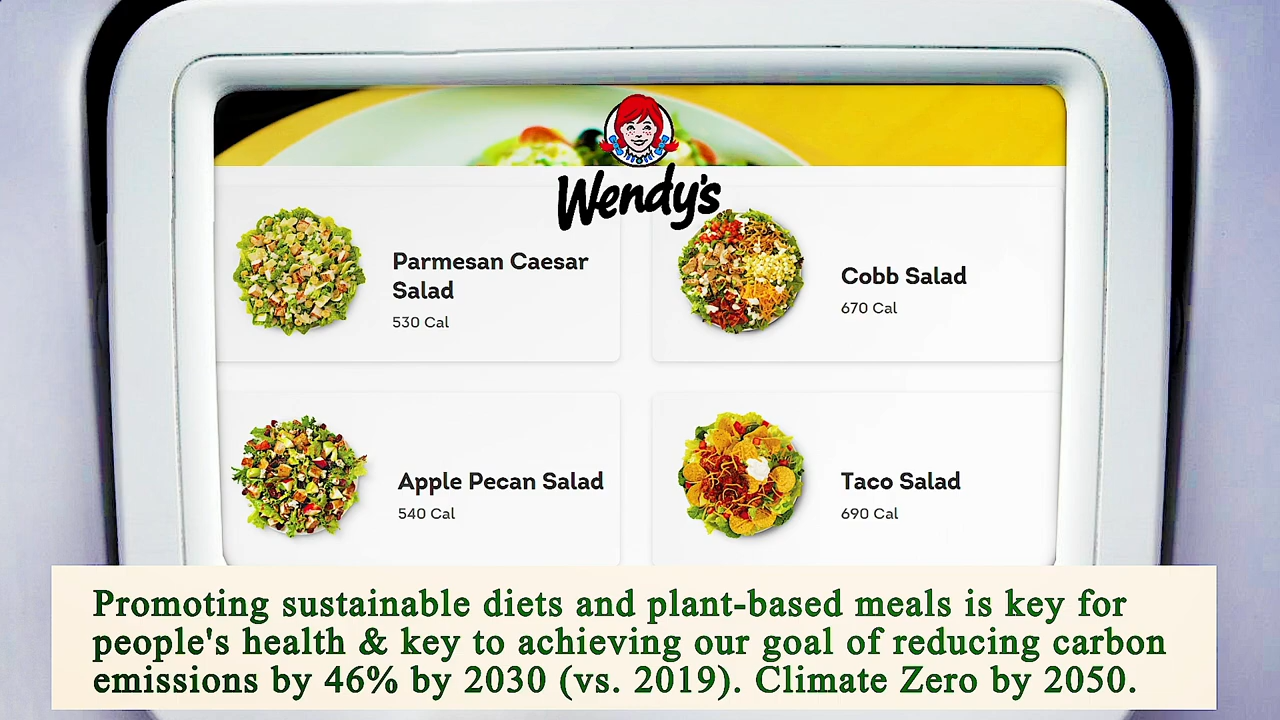 Wendy's
Parmesan Caesar
Salad
530 Cal
Cobb Salad
670 Cal
Apple Pecan Salad
540 Cal
Taco Salad
690 Cal
Promoting sustainable diets and plant-based meals is key for
people's health & key to achieving our goal of reducing carbon
emissions by 46% by 2030 (vs. 2019). Climate Zero by 2050.